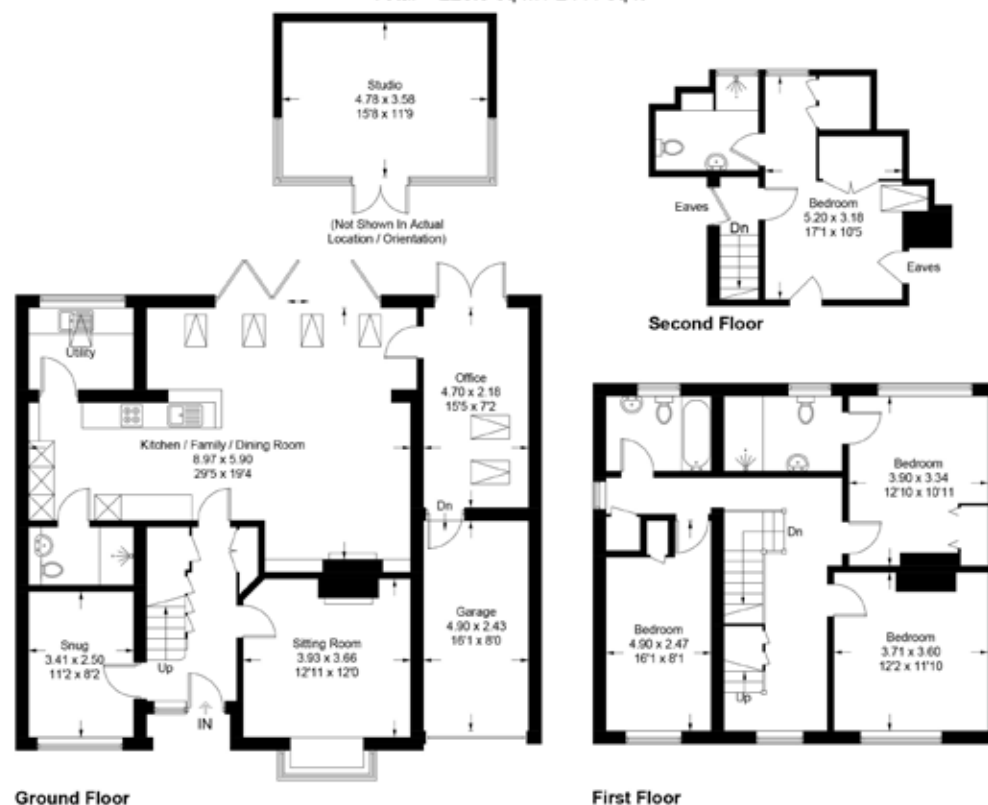 Studio
4.78 x 3.58
15'8 x 11'9
(Not Shown In Actual
Location / Orientation)
Eaves
Dn
Bedroom
5.20 x 3.18
17'1 x 10'5
Eaves
Second Floor
Utility
Kitchen / Family / Dining Room
8.97 x 5.90
29'5 x 19'4
Office
4.70 x 2.18
15'5 x 7'2
Dn
Snug
3.41 x 2.50
11'2 x 8'2
Up
IN
Sitting Room
3.93 x 3.66
12'11 x 12'0
Garage
4.90 x 2.43
16'1 x 8'0
Ground Floor
Bedroom
3.90 x 3.34
12'10 x 10'11
Dn
Bedroom
4.90 x 2.47
16'1 x 8'1
Up
Bedroom
3.71 x 3.60
12'2 x 11'10
First Floor